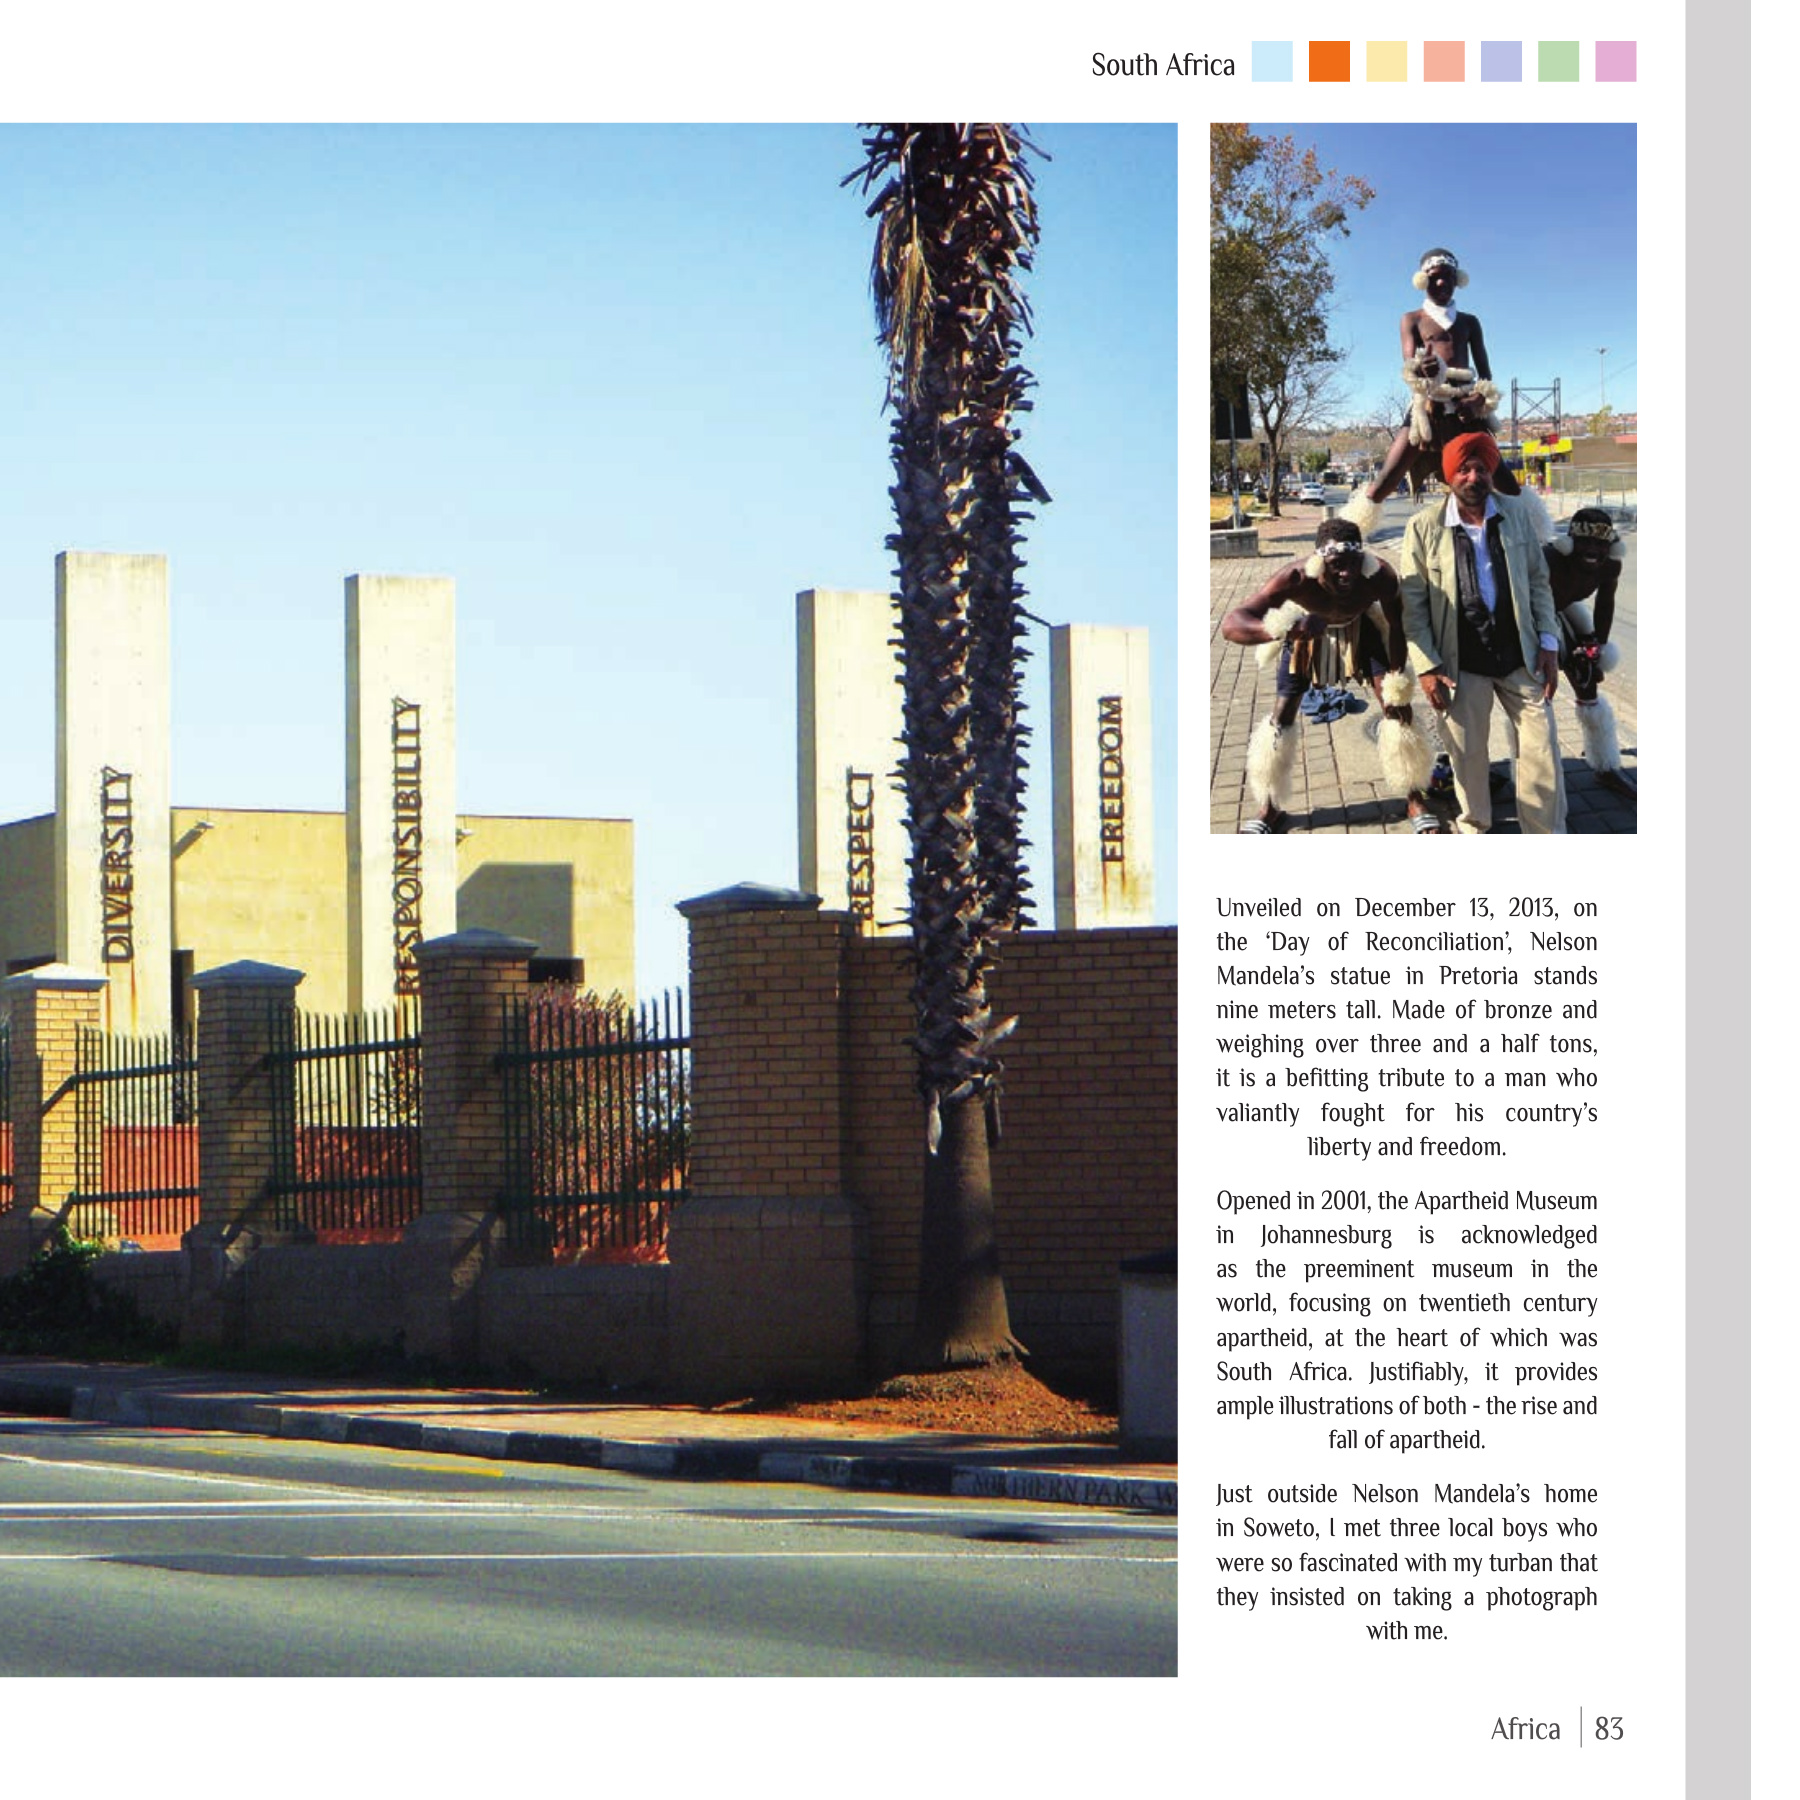 South Africa
DIVERSITY
RESPONSIBILITY
RESPECT
FREEDOM
NORTHERN PARK W
Unveiled on December 13, 2013, on
the ‘Day of Reconciliation’, Nelson
Mandela’s statue in Pretoria stands
nine meters tall. Made of bronze and
weighing over three and a half tons,
it is a befitting tribute to a man who
valiantly fought for his country’s
liberty and freedom.
Opened in 2001, the Apartheid Museum
in Johannesburg is acknowledged
as the preeminent museum in the
world, focusing on twentieth century
apartheid, at the heart of which was
South Africa. Justifiably, it provides
ample illustrations of both - the rise and
fall of apartheid.
Just outside Nelson Mandela’s home
in Soweto, I met three local boys who
were so fascinated with my turban that
they insisted on taking a photograph
with me.
Africa | 83